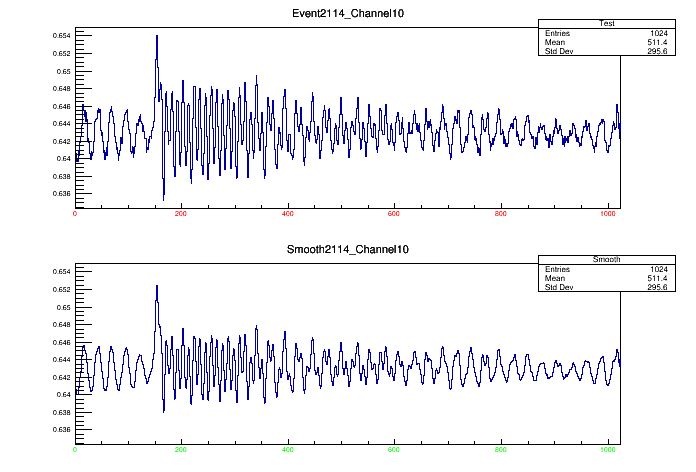 Event2114_Channel10
Test
Entries 1024
Mean 511.4
Std Dev 295.6
0.654
0.652
0.65
0.648
0.646
0.644
0.642
0.64
0.638
0.636
0 200 400 600 800 1000
Smooth2114_Channel10
Smooth
Entries 1024
Mean 511.4
Std Dev 295.6
0.654
0.652
0.65
0.648
0.646
0.644
0.642
0.64
0.638
0.636
0 200 400 600 800 1000